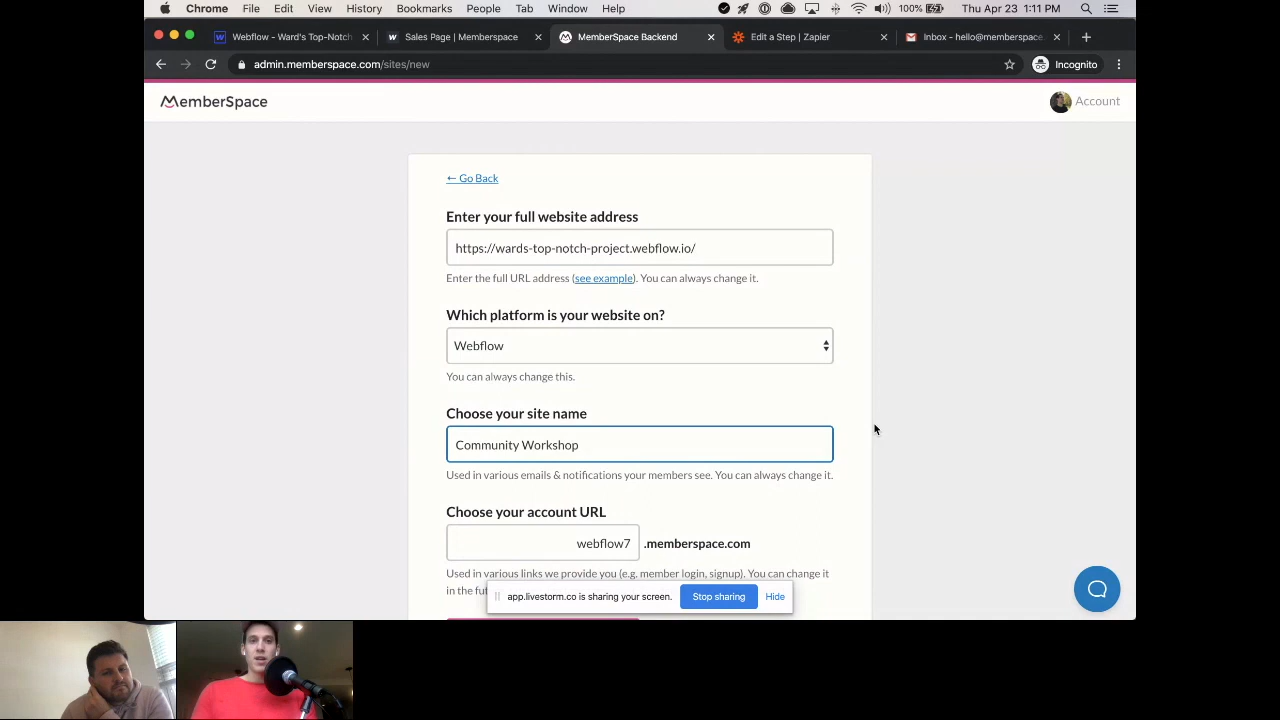 Chrome File Edit View History Bookmarks People Tab Window Help 100% Thu Apr 23 1:11 PM
Webflow - Ward's Top-Notch Sales Page | Memberspace MemberSpace Backend Edit a Step | Zapier Inbox - hello@memberspace.
admin.memberspace.com/sites/new Incognito
MemberSpace Account
← Go Back
Enter your full website address
https://wards-top-notch-project.webflow.io/
Enter the full URL address (see example). You can always change it.
Which platform is your website on?
Webflow
You can always change this.
Choose your site name
Community Workshop
Used in various emails & notifications your members see. You can always change it.
Choose your account URL
webflow7 .memberspace.com
Used in various links we provide you (e.g. member login, signup). You can change it
in the
app.livestorm.co is sharing your screen. Stop sharing Hide